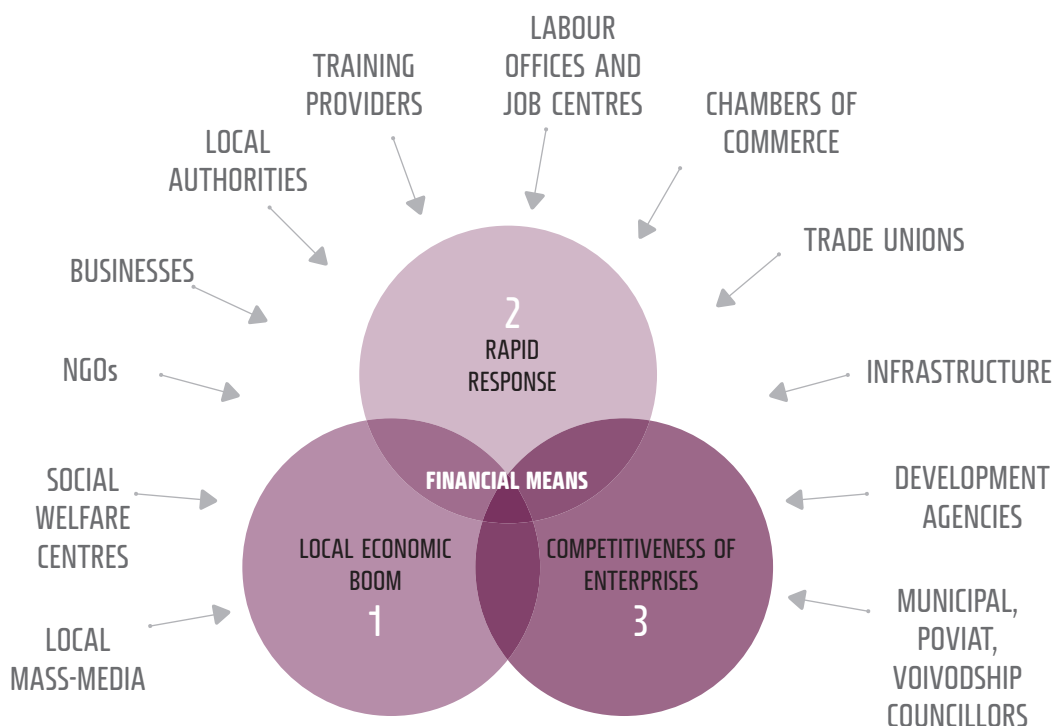 LABOUR
OFFICES AND
JOB CENTRES
TRAINING
PROVIDERS
CHAMBERS OF
COMMERCE
LOCAL
AUTHORITIES
TRADE UNIONS
BUSINESSES
2
RAPID
RESPONSE
NGOs
INFRASTRUCTURE
FINANCIAL MEANS
SOCIAL
WELFARE
CENTRES
DEVELOPMENT
AGENCIES
LOCAL ECONOMIC
BOOM
1
COMPETITIVENESS OF
ENTERPRISES
3
LOCAL
MASS-MEDIA
MUNICIPAL,
POVIAT,
VOIVODSHIP
COUNCILLORS